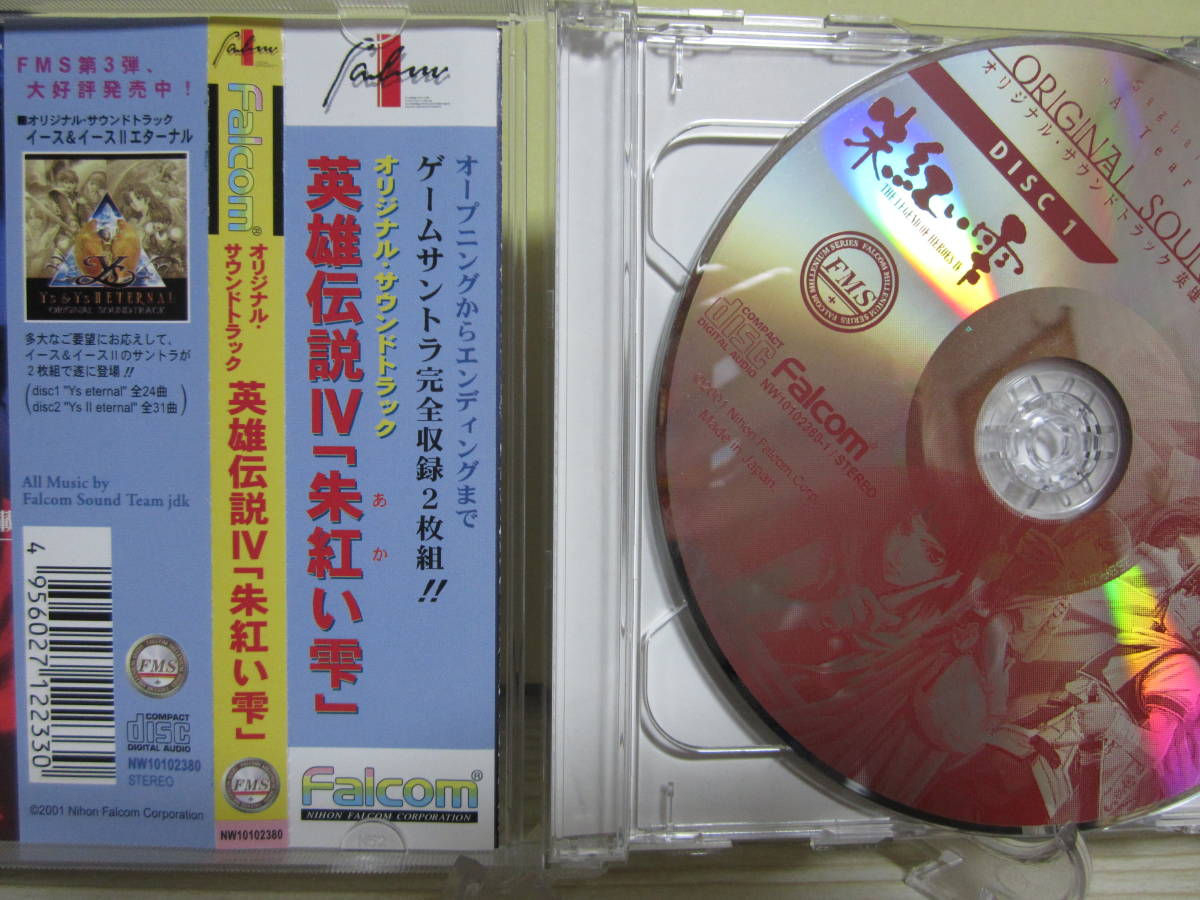 FMS第3弾、
大好評発売中！
■オリジナル・サウンドトラック
イース&イースⅡエターナル
Ys
Ys & Ys II ETERNAL
ORIGINAL SOUNDTRACK
多大なご要望にお応えして、
イース&イースⅡのサントラが
2枚組で遂に登場!!
disc1 "Ys eternal" 全24曲
disc2 "Ys II eternal" 全31曲
All Music by
Falcom Sound Team jdk
4 956027 122330
FMS
COMPACT
disc
DIGITAL AUDIO
NW10102380
STEREO
©2001 Nihon Falcom Corporation
falcom
Falcom®
オリジナル・
サウンドトラック
英雄伝説Ⅳ「朱紅い雫」
FMS
NW10102380
falcom
オープニングからエンディングまで
ゲームサントラ完全収録2枚組!!
オリジナル・サウンドトラック
英雄伝説Ⅳ「朱紅い雫」
あか
Falcom®
NIHON FALCOM CORPORATION
ORIGINAL SOUN
オリジナル・サウンドトラック 英雄
DISC 1
朱紅い雫
THE LEGEND OF HEROES IV
FALCOM MILLENIUM SERIES
FMS
COMPACT
disc
DIGITAL AUDIO
Falcom®
NW10102380-1 / STEREO
©2001 Nihon Falcom Corp.
Made in Japan